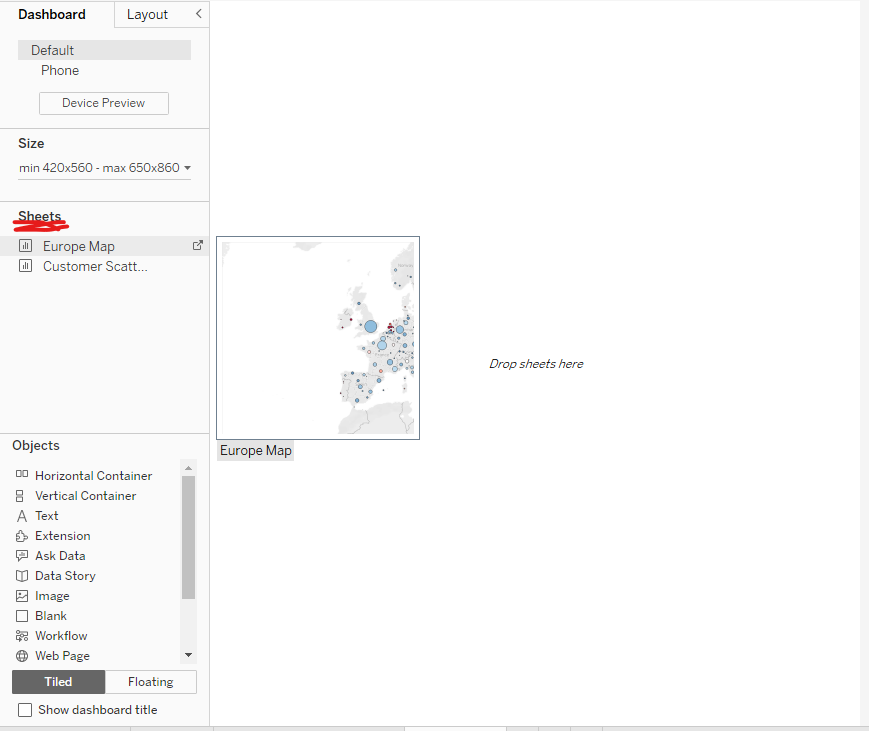 Dashboard
Layout
Default
Phone
Device Preview
Size
min 420x560 - max 650x860
Sheets
Europe Map
Customer Scatt...
Europe Map
Drop sheets here
Objects
Horizontal Container
Vertical Container
Text
Extension
Ask Data
Data Story
Image
Blank
Workflow
Web Page
Tiled
Floating
Show dashboard title